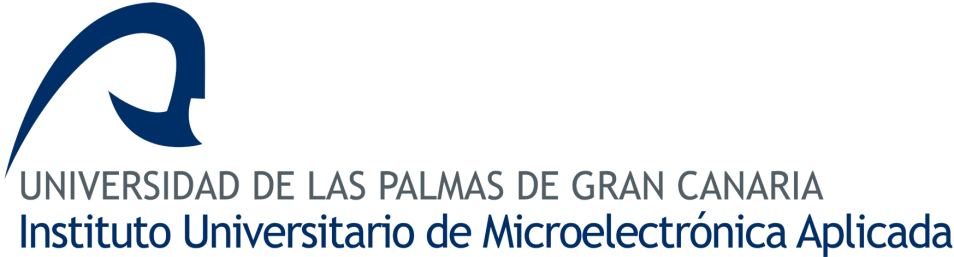 UNIVERSIDAD DE LAS PALMAS DE GRAN CANARIA
Instituto Universitario de Microelectrónica Aplicada